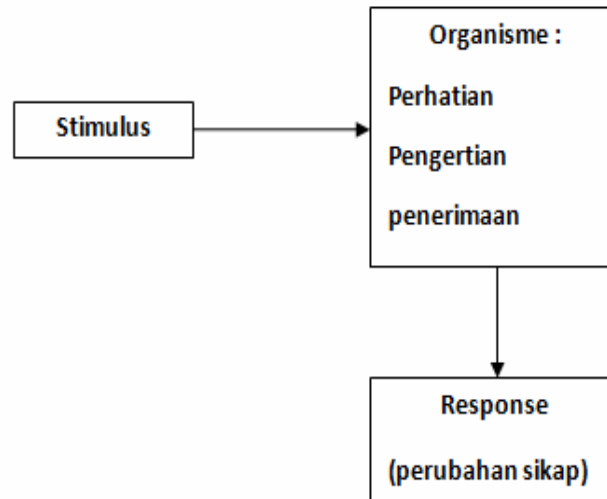 Stimulus
Organisme :
Perhatian
Pengertian
penerimaan
Response
(perubahan sikap)